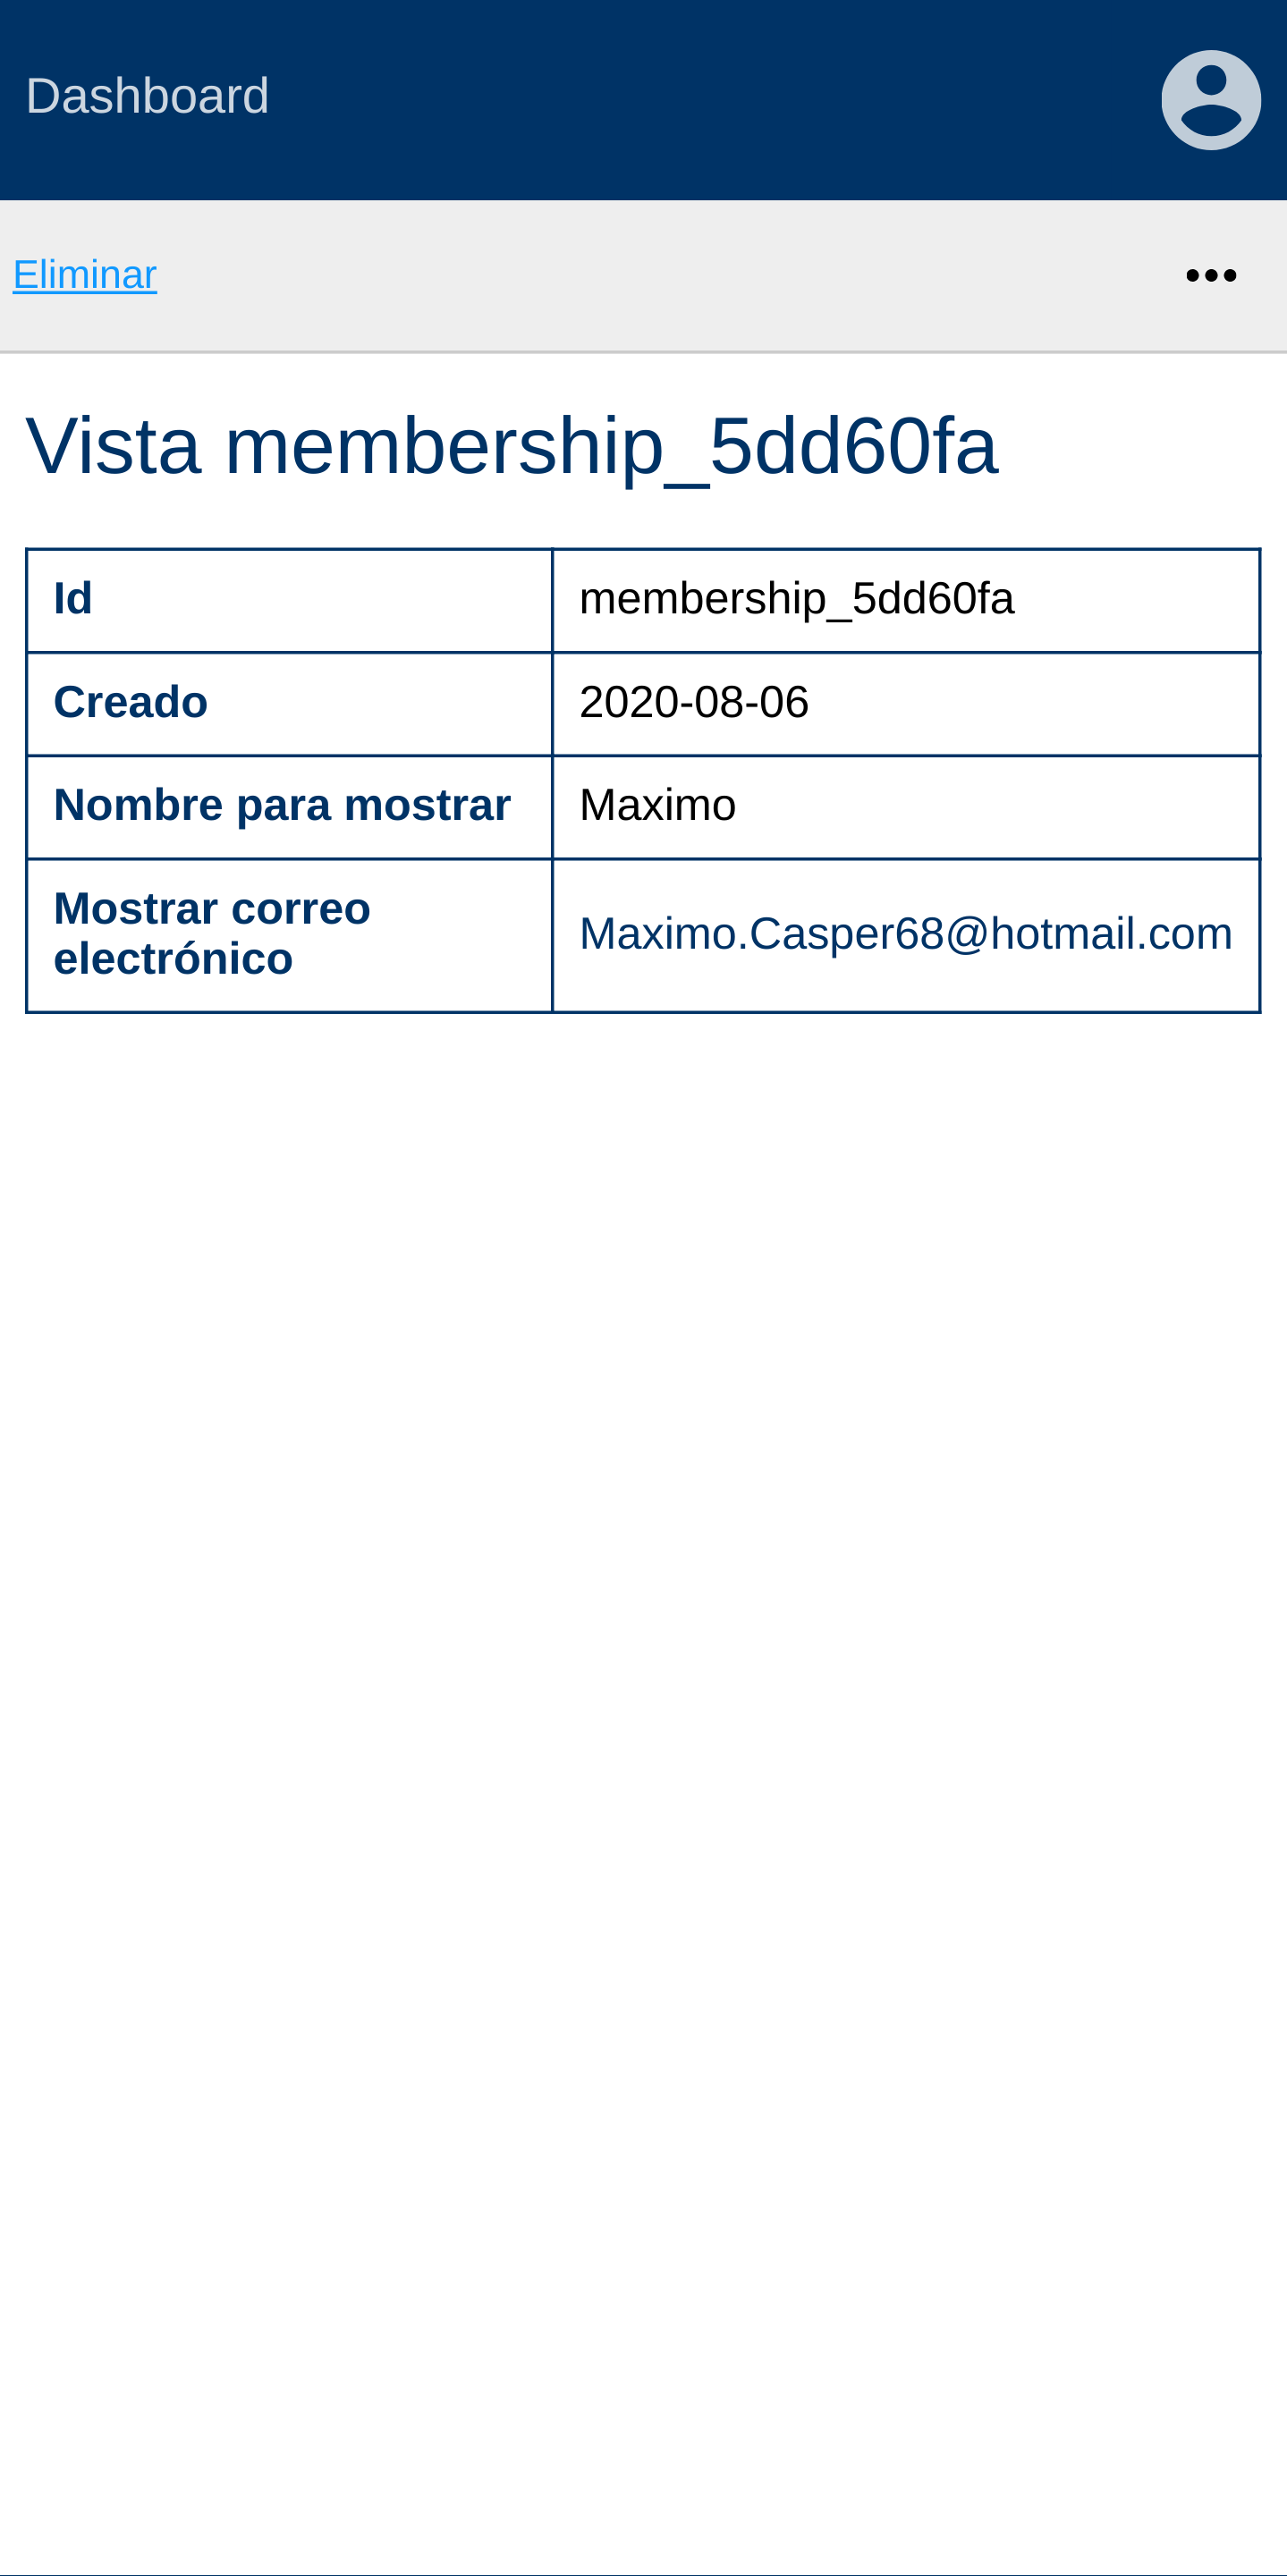 Dashboard
Eliminar
Vista membership_5dd60fa
Id
membership_5dd60fa
Creado
2020-08-06
Nombre para mostrar
Maximo
Mostrar correo
electrónico
Maximo.Casper68@hotmail.com